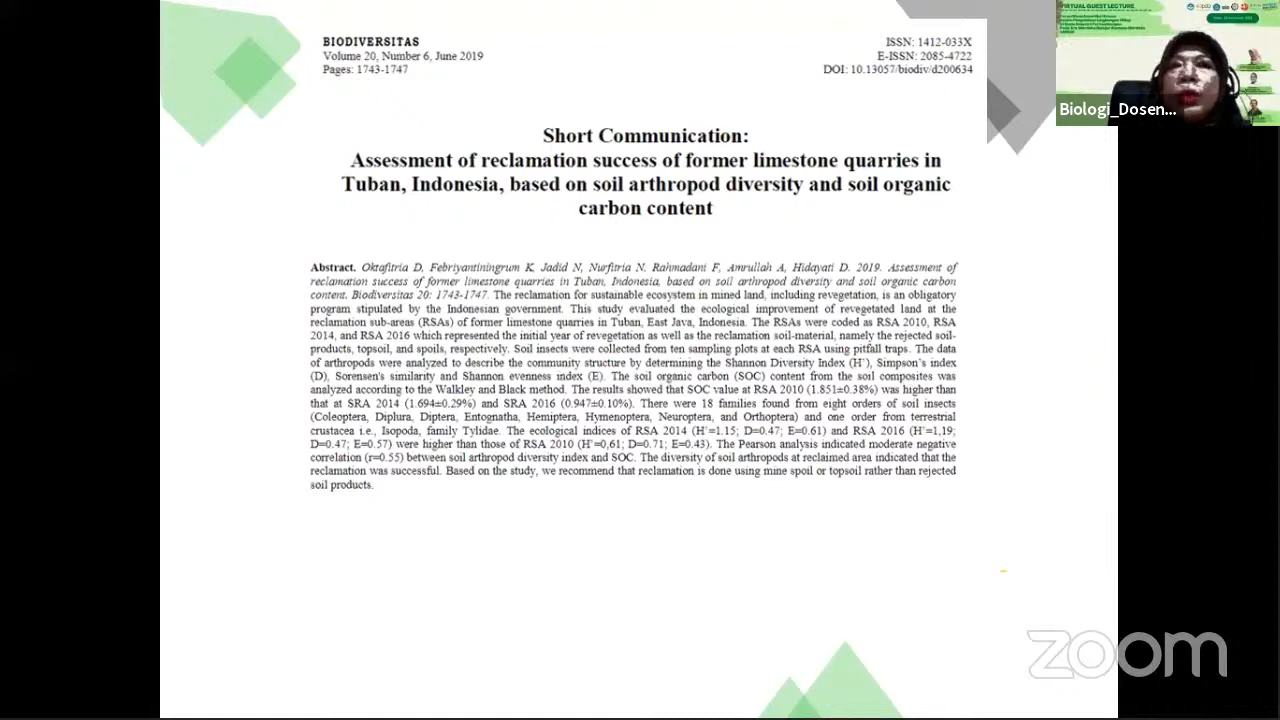 BIODIVERSITAS
Volume 20, Number 6, June 2019
Pages: 1743-1747
ISSN: 1412-033X
E-ISSN: 2085-4722
DOI: 10.13057/biodiv/d200634
Short Communication:
Assessment of reclamation success of former limestone quarries in
Tuban, Indonesia, based on soil arthropod diversity and soil organic
carbon content
Abstract. Oktafitria D, Febriyantiningrum K, Jadid N, Nurfitria N, Rahmadani F, Amrullah A, Hidayati D. 2019. Assessment of
reclamation success of former limestone quarries in Tuban, Indonesia, based on soil arthropod diversity and soil organic carbon
content. Biodiversitas 20: 1743-1747. The reclamation for sustainable ecosystem in mined land, including revegetation, is an obligatory
program stipulated by the Indonesian government. This study evaluated the ecological improvement of revegetated land at the
reclamation sub-areas (RSAs) of former limestone quarries in Tuban, East Java, Indonesia. The RSAs were coded as RSA 2010, RSA
2014, and RSA 2016 which represented the initial year of revegetation as well as the reclamation soil-material, namely the rejected soil-
products, topsoil, and spoils, respectively. Soil insects were collected from ten sampling plots at each RSA using pitfall traps. The data
of arthropods were analyzed to describe the community structure by determining the Shannon Diversity Index (H'), Simpson's index
(D), Sorensen's similarity and Shannon evenness index (E). The soil organic carbon (SOC) content from the soil composites was
analyzed according to the Walkley and Black method. The results showed that SOC value at RSA 2010 (1.851±0.38%) was higher than
that at SRA 2014 (1.694±0.29%) and SRA 2016 (0.947±0.10%). There were 18 families found from eight orders of soil insects
(Coleoptera, Diplura, Diptera, Entognatha, Hemiptera, Hymenoptera, Neuroptera, and Orthoptera) and one order from terrestrial
crustacea i.e., Isopoda, family Tylidae. The ecological indices of RSA 2014 (H'=1.15; D=0.47; E=0.61) and RSA 2016 (H'=1,19;
D=0.47; E=0.57) were higher than those of RSA 2010 (H'=0,61; D=0.71; E=0.43). The Pearson analysis indicated moderate negative
correlation (r=0.55) between soil arthropod diversity index and SOC. The diversity of soil arthropods at reclaimed area indicated that the
reclamation was successful. Based on the study, we recommend that reclamation is done using mine spoil or topsoil rather than rejected
soil products.
VIRTUAL GUEST LECTURE
Biologi_Dosen...
zoom